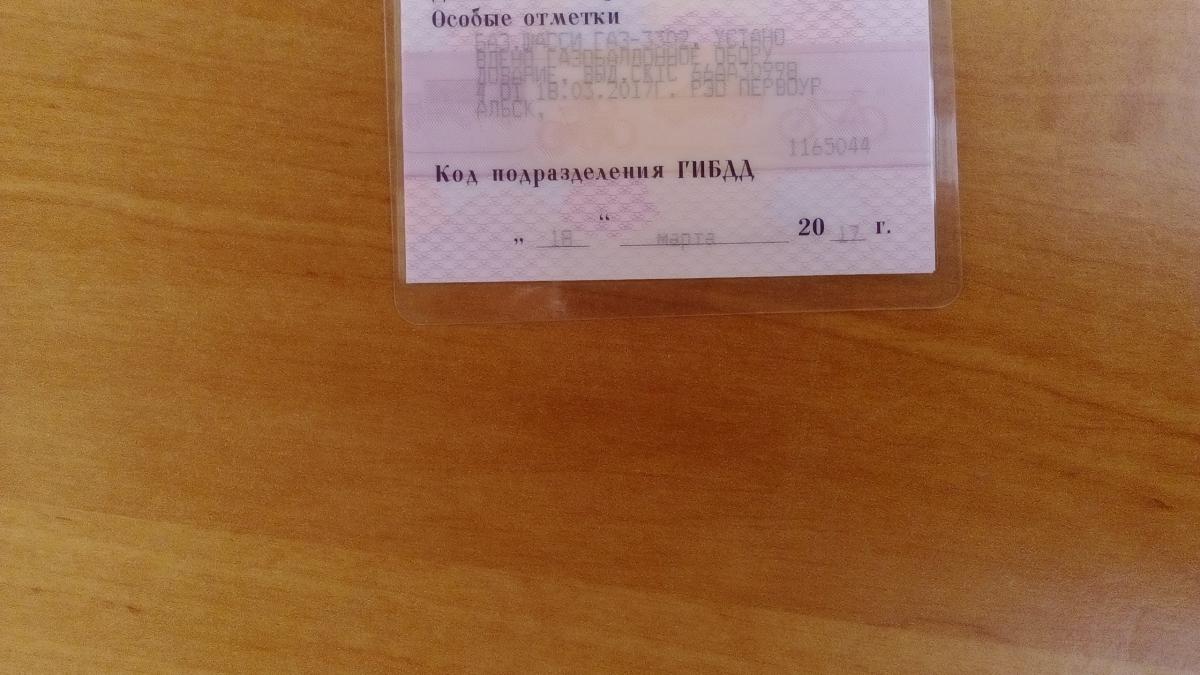 Особые отметки
БАЗ.ШАССИ ГАЗ-3302, УСТАНО
ВЛЕНО ГАЗОБАЛЛОННОЕ ОБОРУ
ДОВАНИЕ. ВЫД.СКТС
4 ОТ 18.03.2017Г. РЭО ПЕРВОУР
АЛЬСК,
1165044
Код подразделения ГИБДД
„ 18 “ марта 20 17 г.